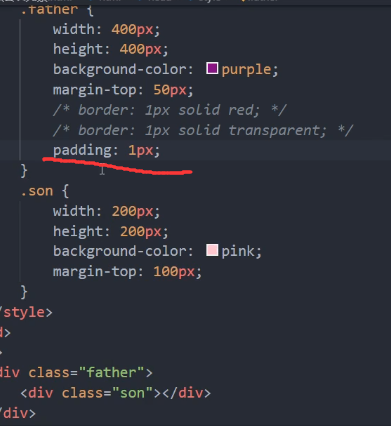 .father {
width: 400px;
height: 400px;
background-color: purple;
margin-top: 50px;
/* border: 1px solid red; */
/* border: 1px solid transparent; */
padding: 1px;
}
.son {
width: 200px;
height: 200px;
background-color: pink;
margin-top: 100px;
}
/style>
d>
>
div class="father">
<div class="son"></div>
/div>